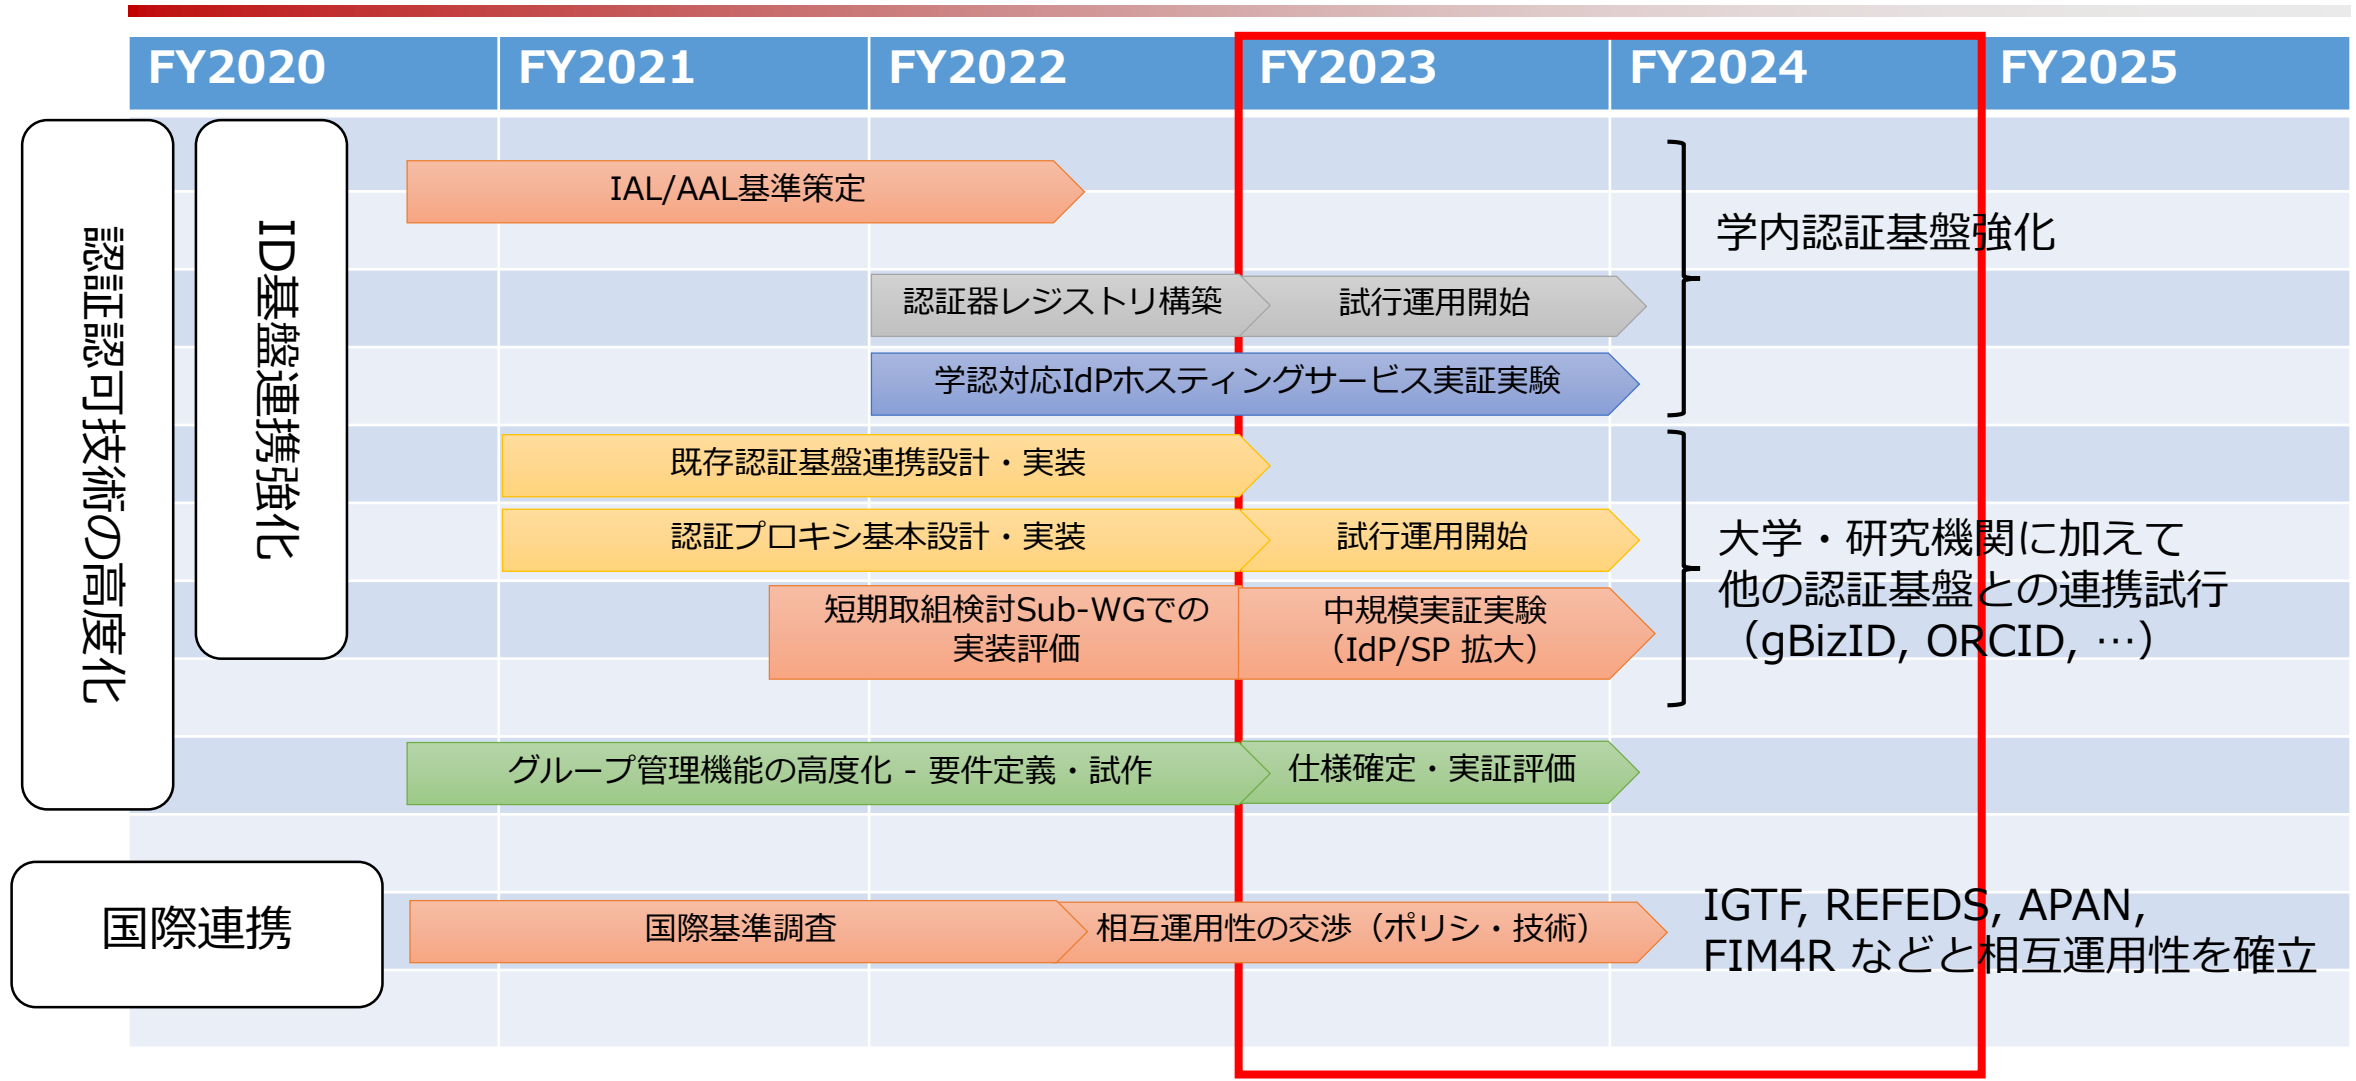 FY2020
FY2021
FY2022
FY2023
FY2024
FY2025
認証認可技術の高度化
ID基盤連携強化
IAL/AAL基準策定
学内認証基盤強化
認証器レジストリ構築
試行運用開始
学認対応IdPホスティングサービス実証実験
既存認証基盤連携設計・実装
認証プロキシ基本設計・実装
試行運用開始
短期取組検討Sub-WGでの
実装評価
中規模実証実験
（IdP/SP 拡大）
大学・研究機関に加えて
他の認証基盤との連携試行
（gBizID, ORCID, …）
グループ管理機能の高度化 - 要件定義・試作
仕様確定・実証評価
国際連携
国際基準調査
相互運用性の交渉（ポリシ・技術）
IGTF, REFEDS, APAN,
FIM4R などと相互運用性を確立